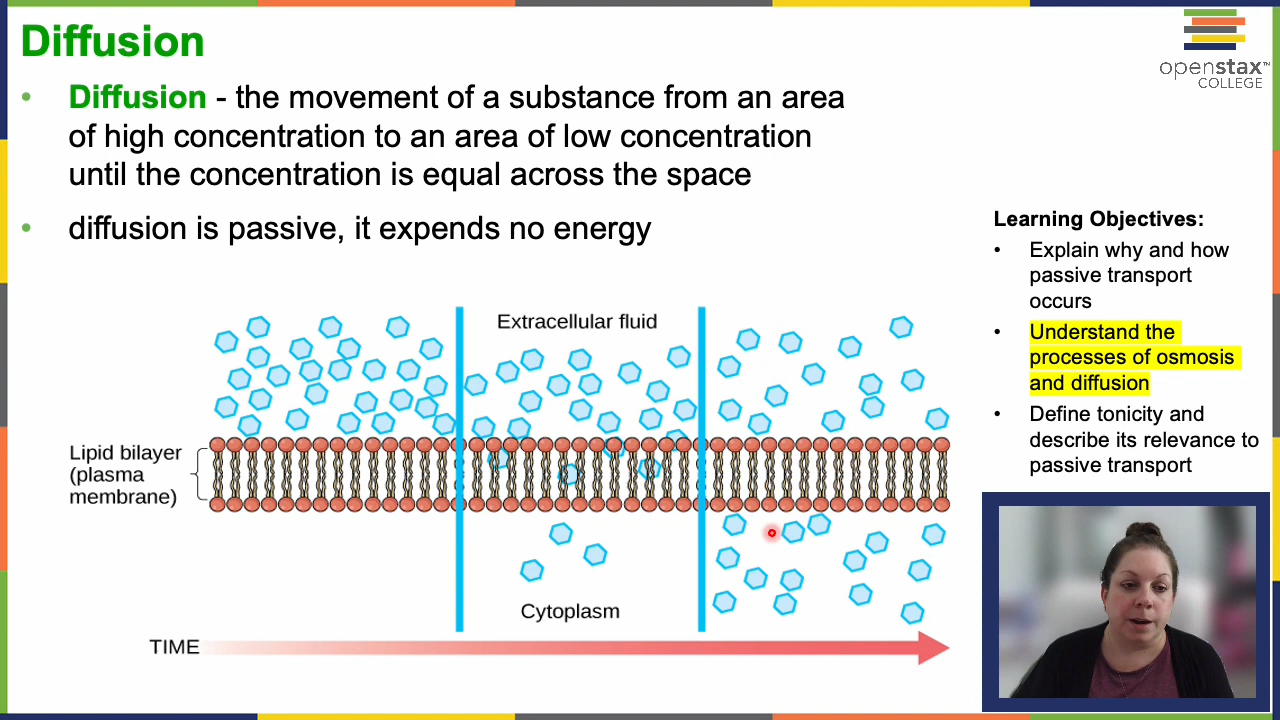 Diffusion
• Diffusion - the movement of a substance from an area
of high concentration to an area of low concentration
until the concentration is equal across the space
• diffusion is passive, it expends no energy
openstax™
COLLEGE
Learning Objectives:
• Explain why and how
passive transport
occurs
• Understand the
processes of osmosis
and diffusion
• Define tonicity and
describe its relevance to
passive transport
Extracellular fluid
Lipid bilayer
(plasma
membrane)
Cytoplasm
TIME